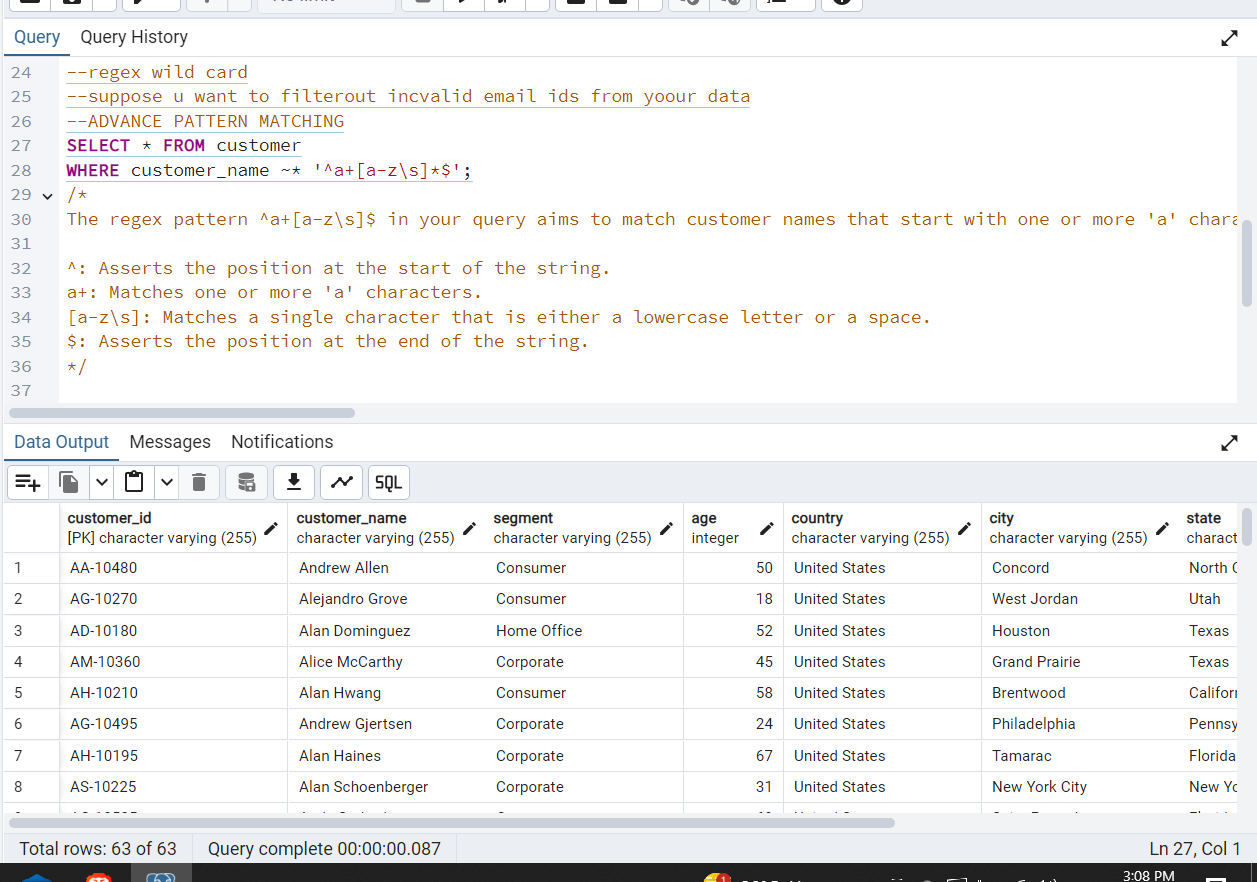 Query Query History
24 --regex wild card
25 --suppose u want to filterout incvalid email ids from yoour data
26 --ADVANCE PATTERN MATCHING
27 SELECT * FROM customer
28 WHERE customer_name ~* '^a+[a-z\s]*$';
29 /*
30 The regex pattern ^a+[a-z\s]$ in your query aims to match customer names that start with one or more 'a' chara
31
32 ^: Asserts the position at the start of the string.
33 a+: Matches one or more 'a' characters.
34 [a-z\s]: Matches a single character that is either a lowercase letter or a space.
35 $: Asserts the position at the end of the string.
36 */
37
Data Output Messages Notifications
SQL
customer_id customer_name segment age country city state
[PK] character varying (255) character varying (255) character varying (255) integer character varying (255) character varying (255) charact
1 AA-10480 Andrew Allen Consumer 50 United States Concord North
2 AG-10270 Alejandro Grove Consumer 18 United States West Jordan Utah
3 AD-10180 Alan Dominguez Home Office 52 United States Houston Texas
4 AM-10360 Alice McCarthy Corporate 45 United States Grand Prairie Texas
5 AH-10210 Alan Hwang Consumer 58 United States Brentwood Califor
6 AG-10495 Andrew Gjertsen Corporate 24 United States Philadelphia Pennsy
7 AH-10195 Alan Haines Corporate 67 United States Tamarac Florida
8 AS-10225 Alan Schoenberger Corporate 31 United States New York City New Yo
Total rows: 63 of 63 Query complete 00:00:00.087 Ln 27, Col 1
3:08 PM